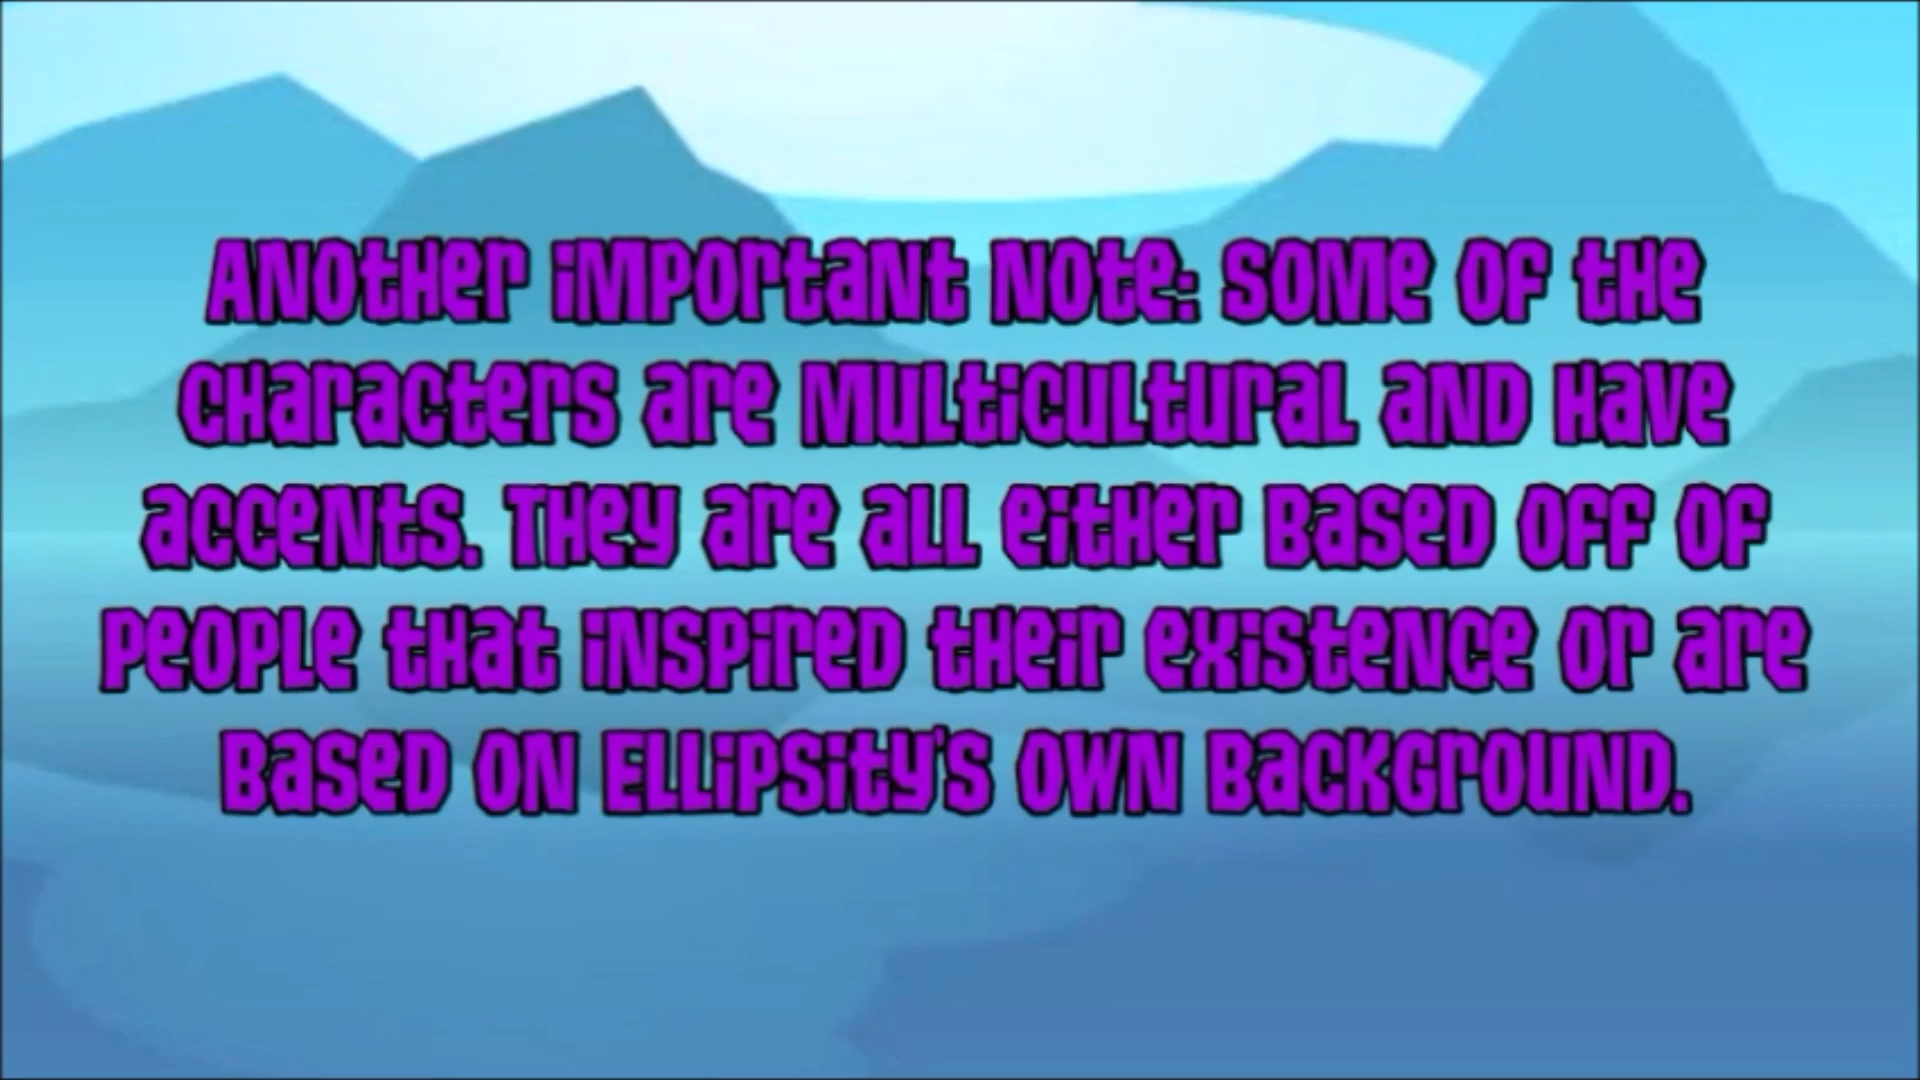 Another important note: Some of the
characters are multicultural and have
accents. They are all either based off of
people that inspired their existence or are
based on Ellipsity's own background.